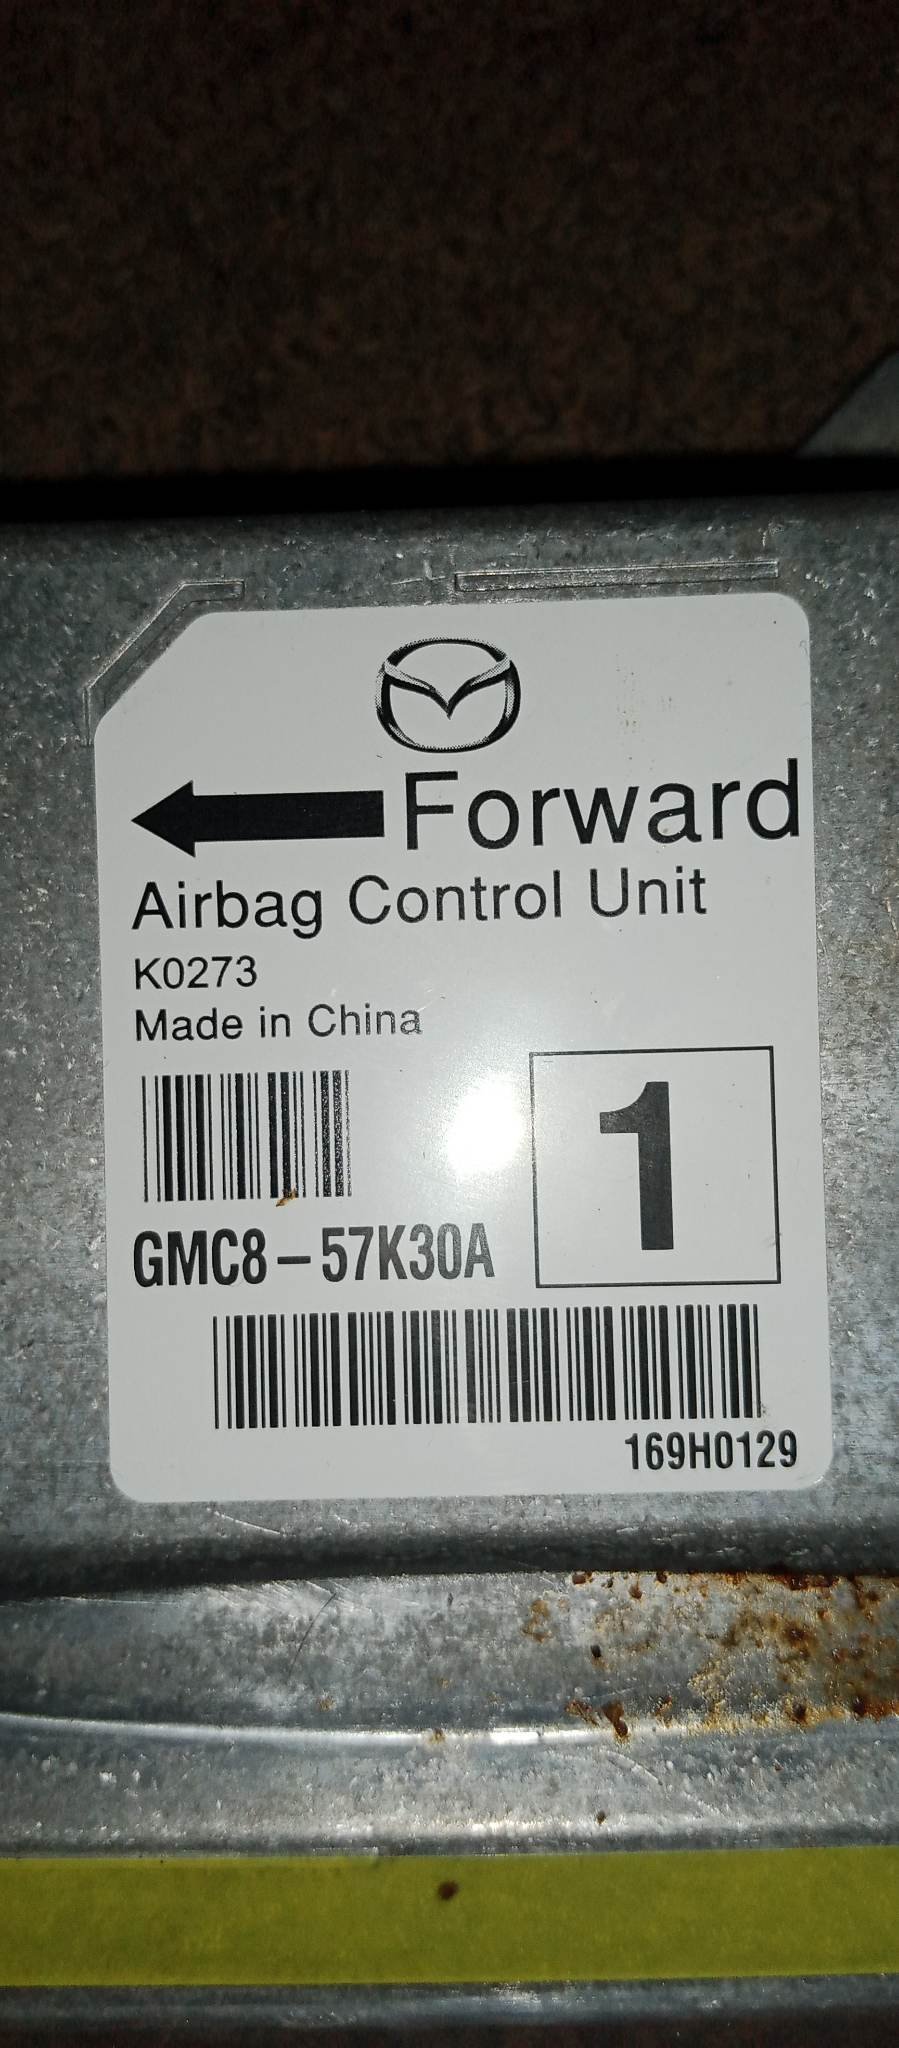 Forward
Airbag Control Unit
K0273
Made in China
1
GMC8-57K30A
169H0129